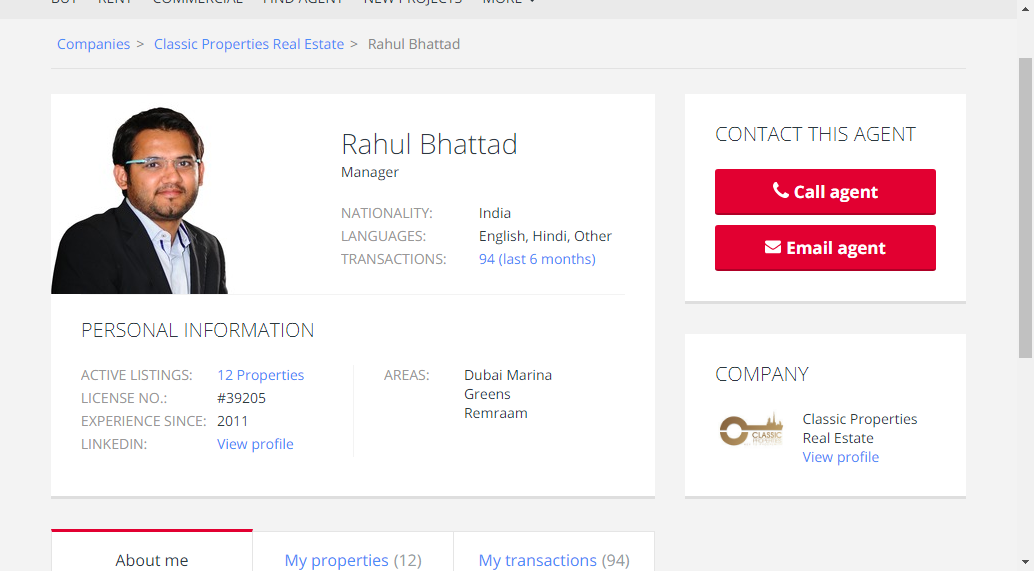 BUY RENT COMMERCIAL FIND AGENT NEW PROJECTS MORE
Companies > Classic Properties Real Estate > Rahul Bhattad
Rahul Bhattad
Manager
NATIONALITY: India
LANGUAGES: English, Hindi, Other
TRANSACTIONS: 94 (last 6 months)
PERSONAL INFORMATION
ACTIVE LISTINGS: 12 Properties
LICENSE NO.: #39205
EXPERIENCE SINCE: 2011
LINKEDIN: View profile
AREAS: Dubai Marina
Greens
Remraam
CONTACT THIS AGENT
Call agent
Email agent
COMPANY
CLASSIC
Classic Properties
Real Estate
View profile
About me
My properties (12)
My transactions (94)